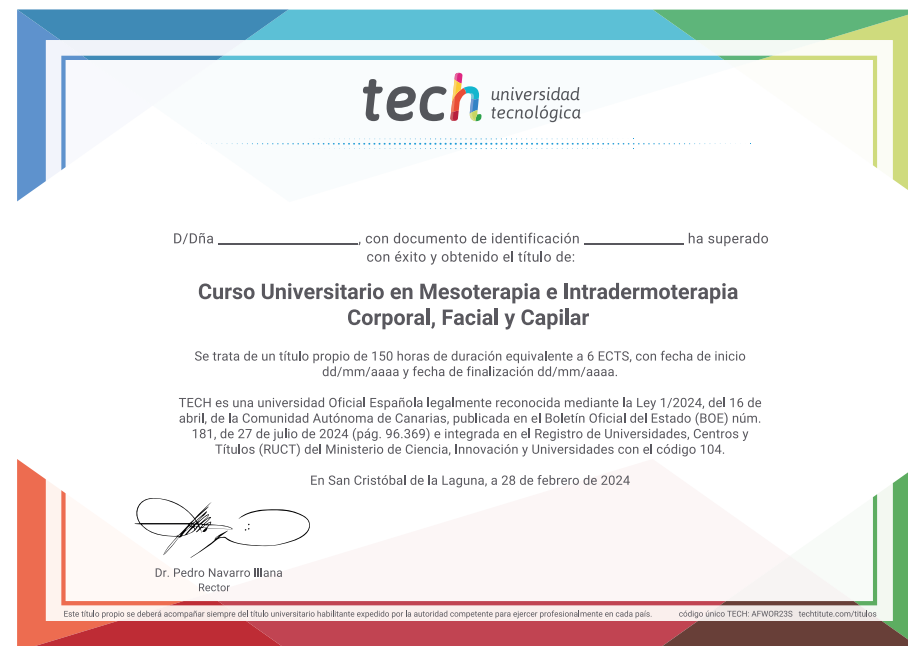 tech universidad
tecnológica
D/Dña ____________________, con documento de identificación ______________ ha superado
con éxito y obtenido el título de:
Curso Universitario en Mesoterapia e Intradermoterapia
Corporal, Facial y Capilar
Se trata de un título propio de 150 horas de duración equivalente a 6 ECTS, con fecha de inicio
dd/mm/aaaa y fecha de finalización dd/mm/aaaa.
TECH es una universidad Oficial Española legalmente reconocida mediante la Ley 1/2024, del 16 de
abril, de la Comunidad Autónoma de Canarias, publicada en el Boletín Oficial del Estado (BOE) núm.
181, de 27 de julio de 2024 (pág. 96.369) e integrada en el Registro de Universidades, Centros y
Títulos (RUCT) del Ministerio de Ciencia, Innovación y Universidades con el código 104.
En San Cristóbal de la Laguna, a 28 de febrero de 2024
Dr. Pedro Navarro Illana
Rector
Este título propio se deberá acompañar siempre del título universitario habilitante expedido por la autoridad competente para ejercer profesionalmente en cada país. código único TECH: AFWOR23S techtitute.com/titulos